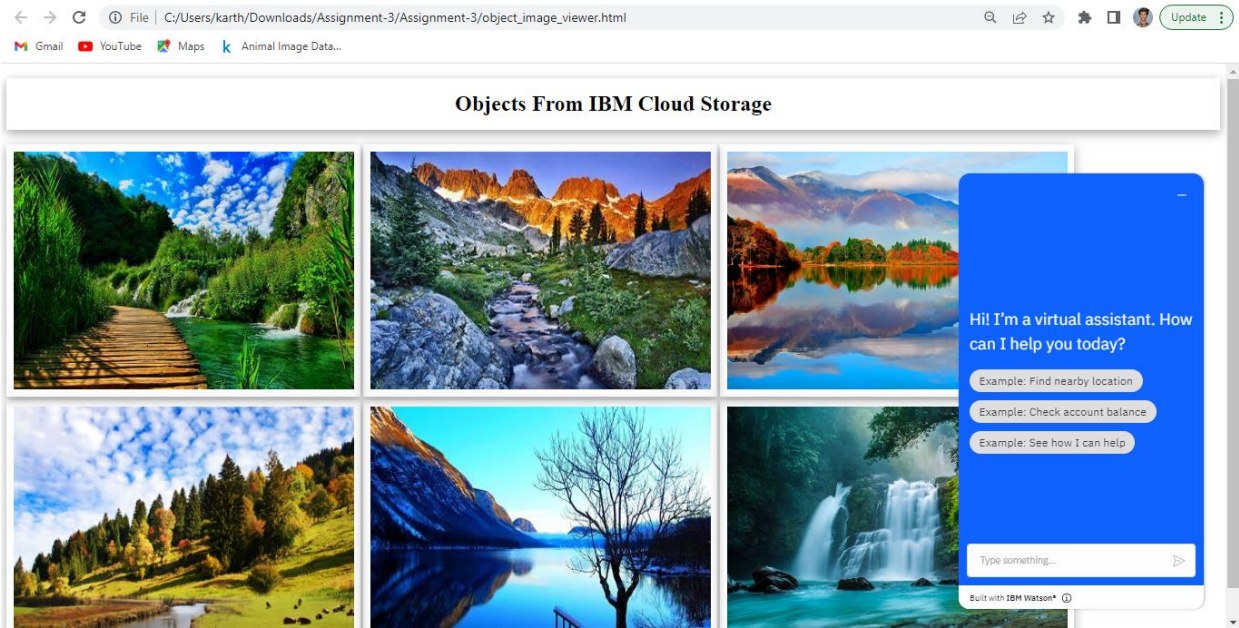 File | C:/Users/karth/Downloads/Assignment-3/Assignment-3/object_image_viewer.html
Update
Gmail YouTube Maps Animal Image Data...
Objects From IBM Cloud Storage
Hi! I'm a virtual assistant. How
can I help you today?
Example: Find nearby location
Example: Check account balance
Example: See how I can help
Type something...
Built with IBM Watson®